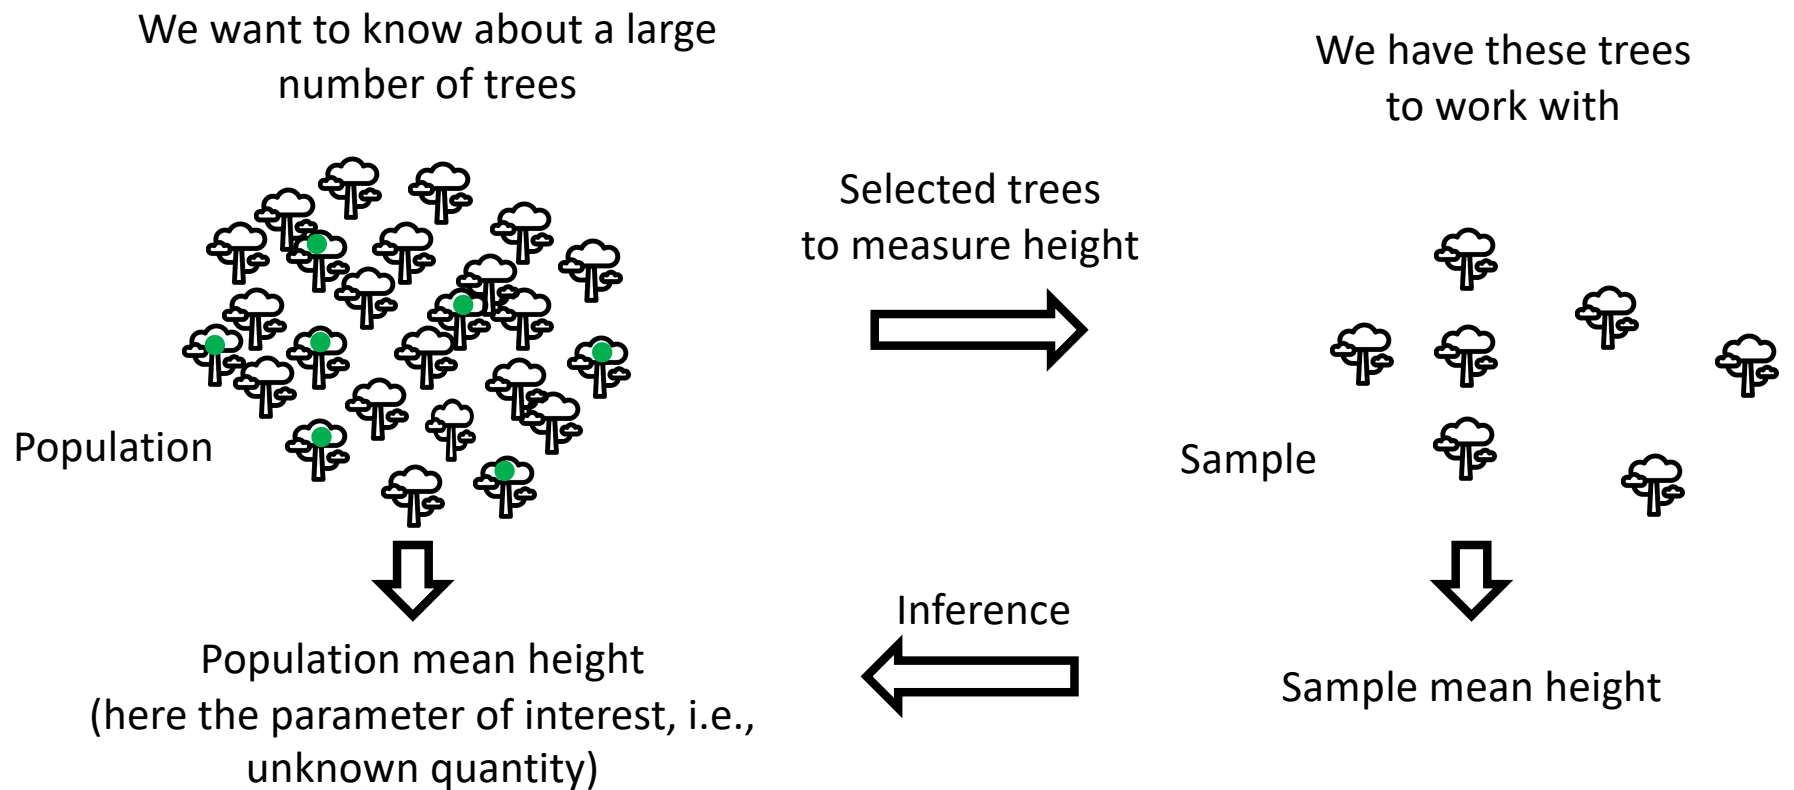 We want to know about a large
number of trees
We have these trees
to work with
Selected trees
to measure height
Population
Sample
Inference
Population mean height
(here the parameter of interest, i.e.,
unknown quantity)
Sample mean height